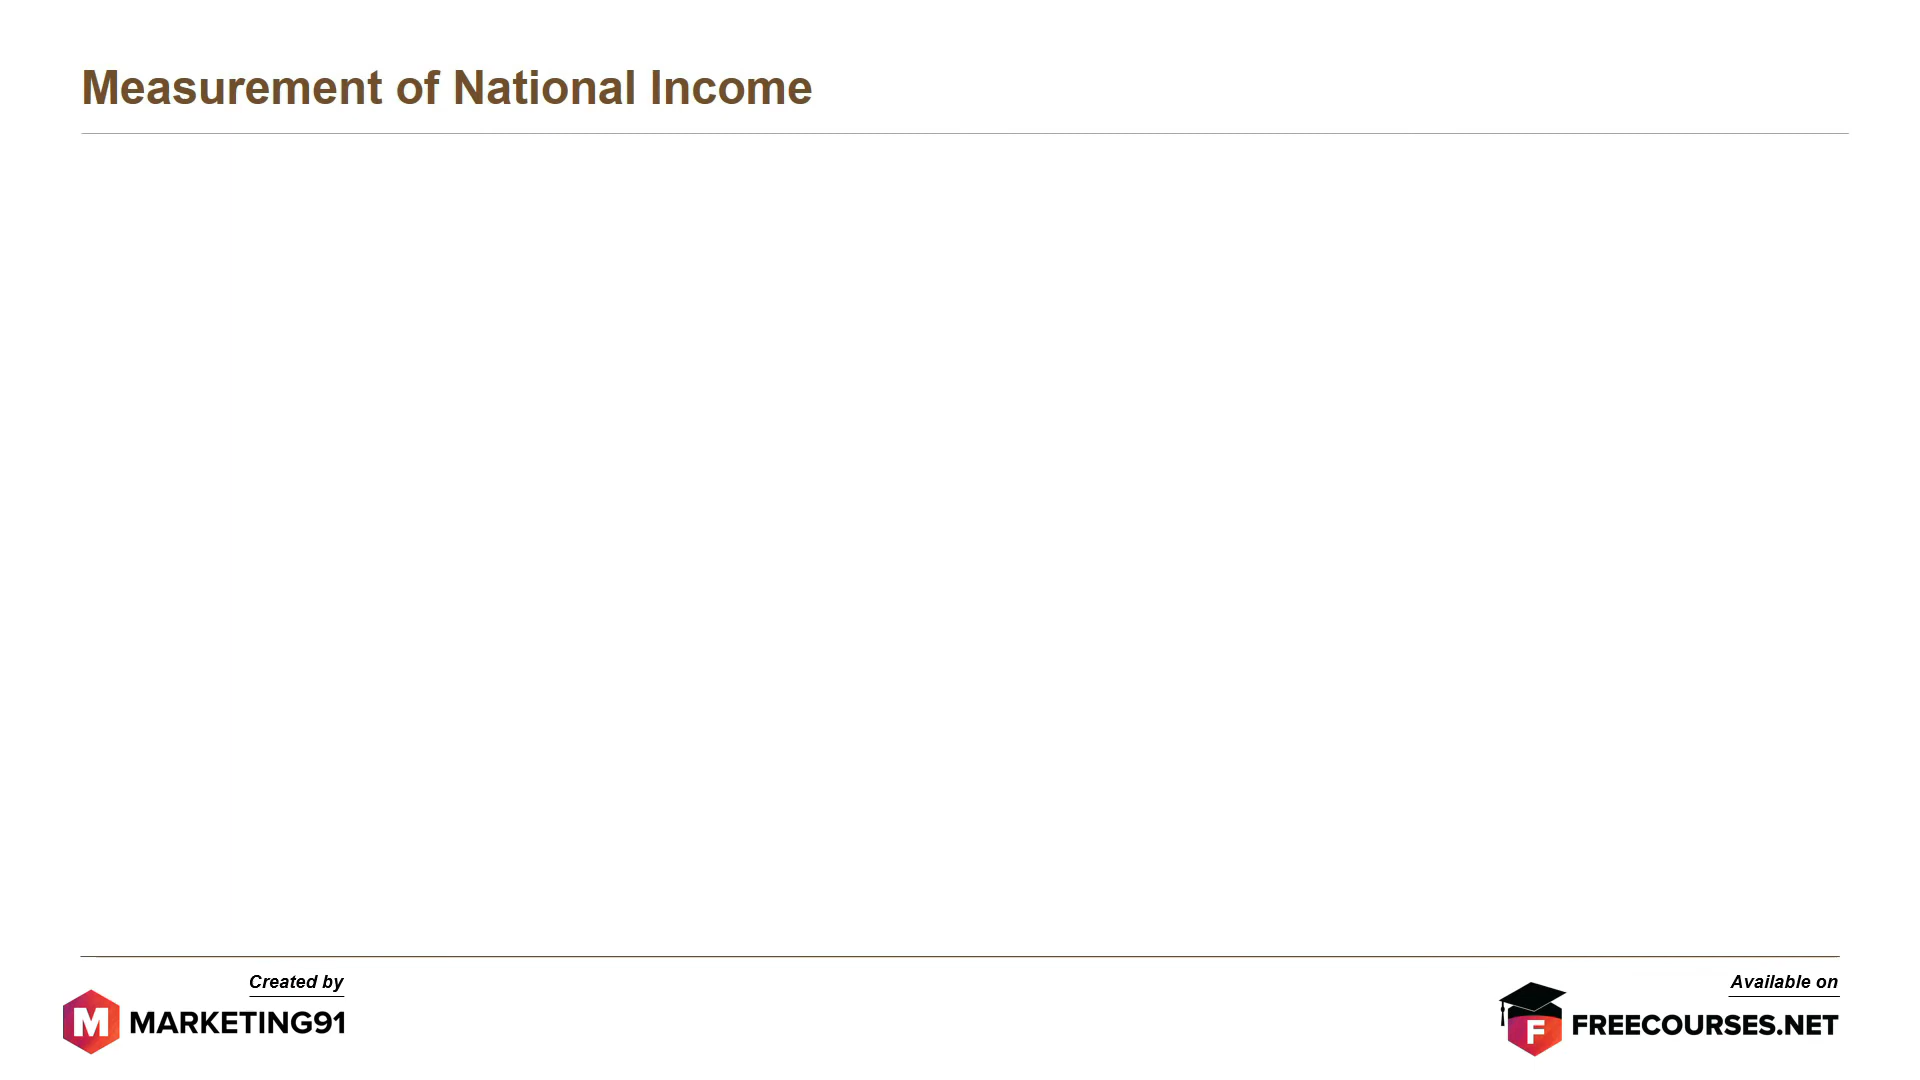 Measurement of National Income
Created by
M MARKETING91
Available on
F FREECOURSES.NET